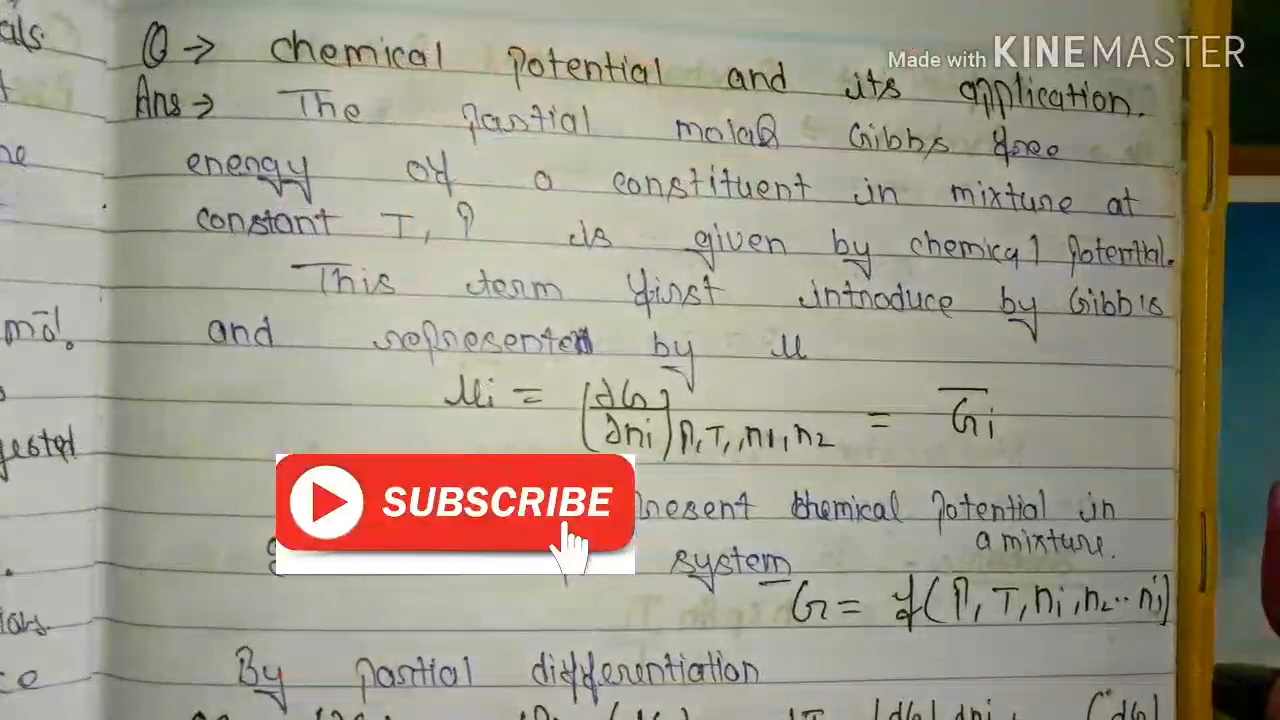 Made with KINEMASTER
als.
Q → chemical potential and its application.
Ans → The partial molar Gibbs free
energy of a constituent in mixture at
constant T, P is given by chemical potential.
This term first introduce by Gibb's
and represented by μ
μi = (∂G/∂ni)P,T,,n1,n2 = G̅i
SUBSCRIBE
present chemical potential in
a mixture.
system
G = f(P, T, ni, n2.. ni)
By partial differentiation